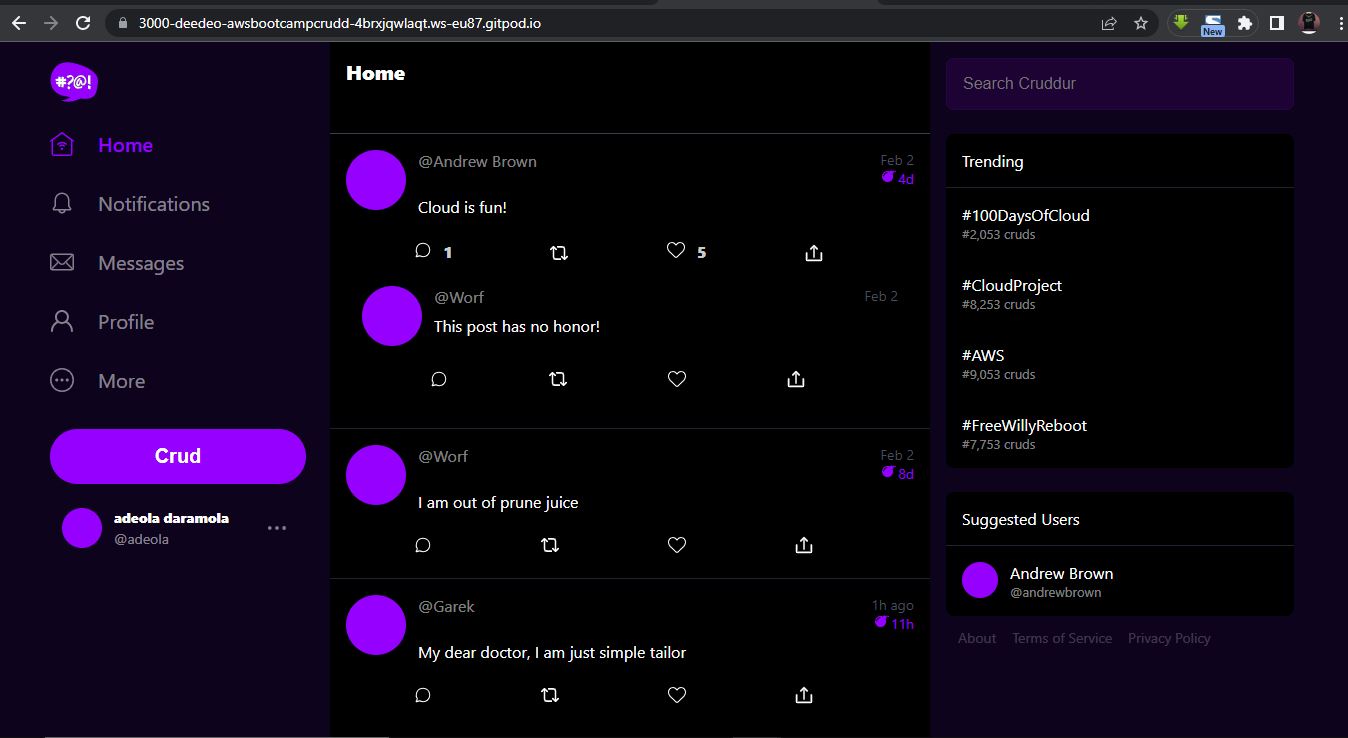 3000-deedeo-awsbootcampcrudd-4brxjqwlaqt.ws-eu87.gitpod.io
New
#?@!
Home
Notifications
Messages
Profile
More
Crud
adeola daramola
@adeola
Home
@Andrew Brown
Feb 2
4d
Cloud is fun!
1 5
@Worf
Feb 2
This post has no honor!
@Worf
Feb 2
8d
I am out of prune juice
@Garek
1h ago
11h
My dear doctor, I am just simple tailor
Search Cruddur
Trending
#100DaysOfCloud
#2,053 cruds
#CloudProject
#8,253 cruds
#AWS
#9,053 cruds
#FreeWillyReboot
#7,753 cruds
Suggested Users
Andrew Brown
@andrewbrown
About Terms of Service Privacy Policy